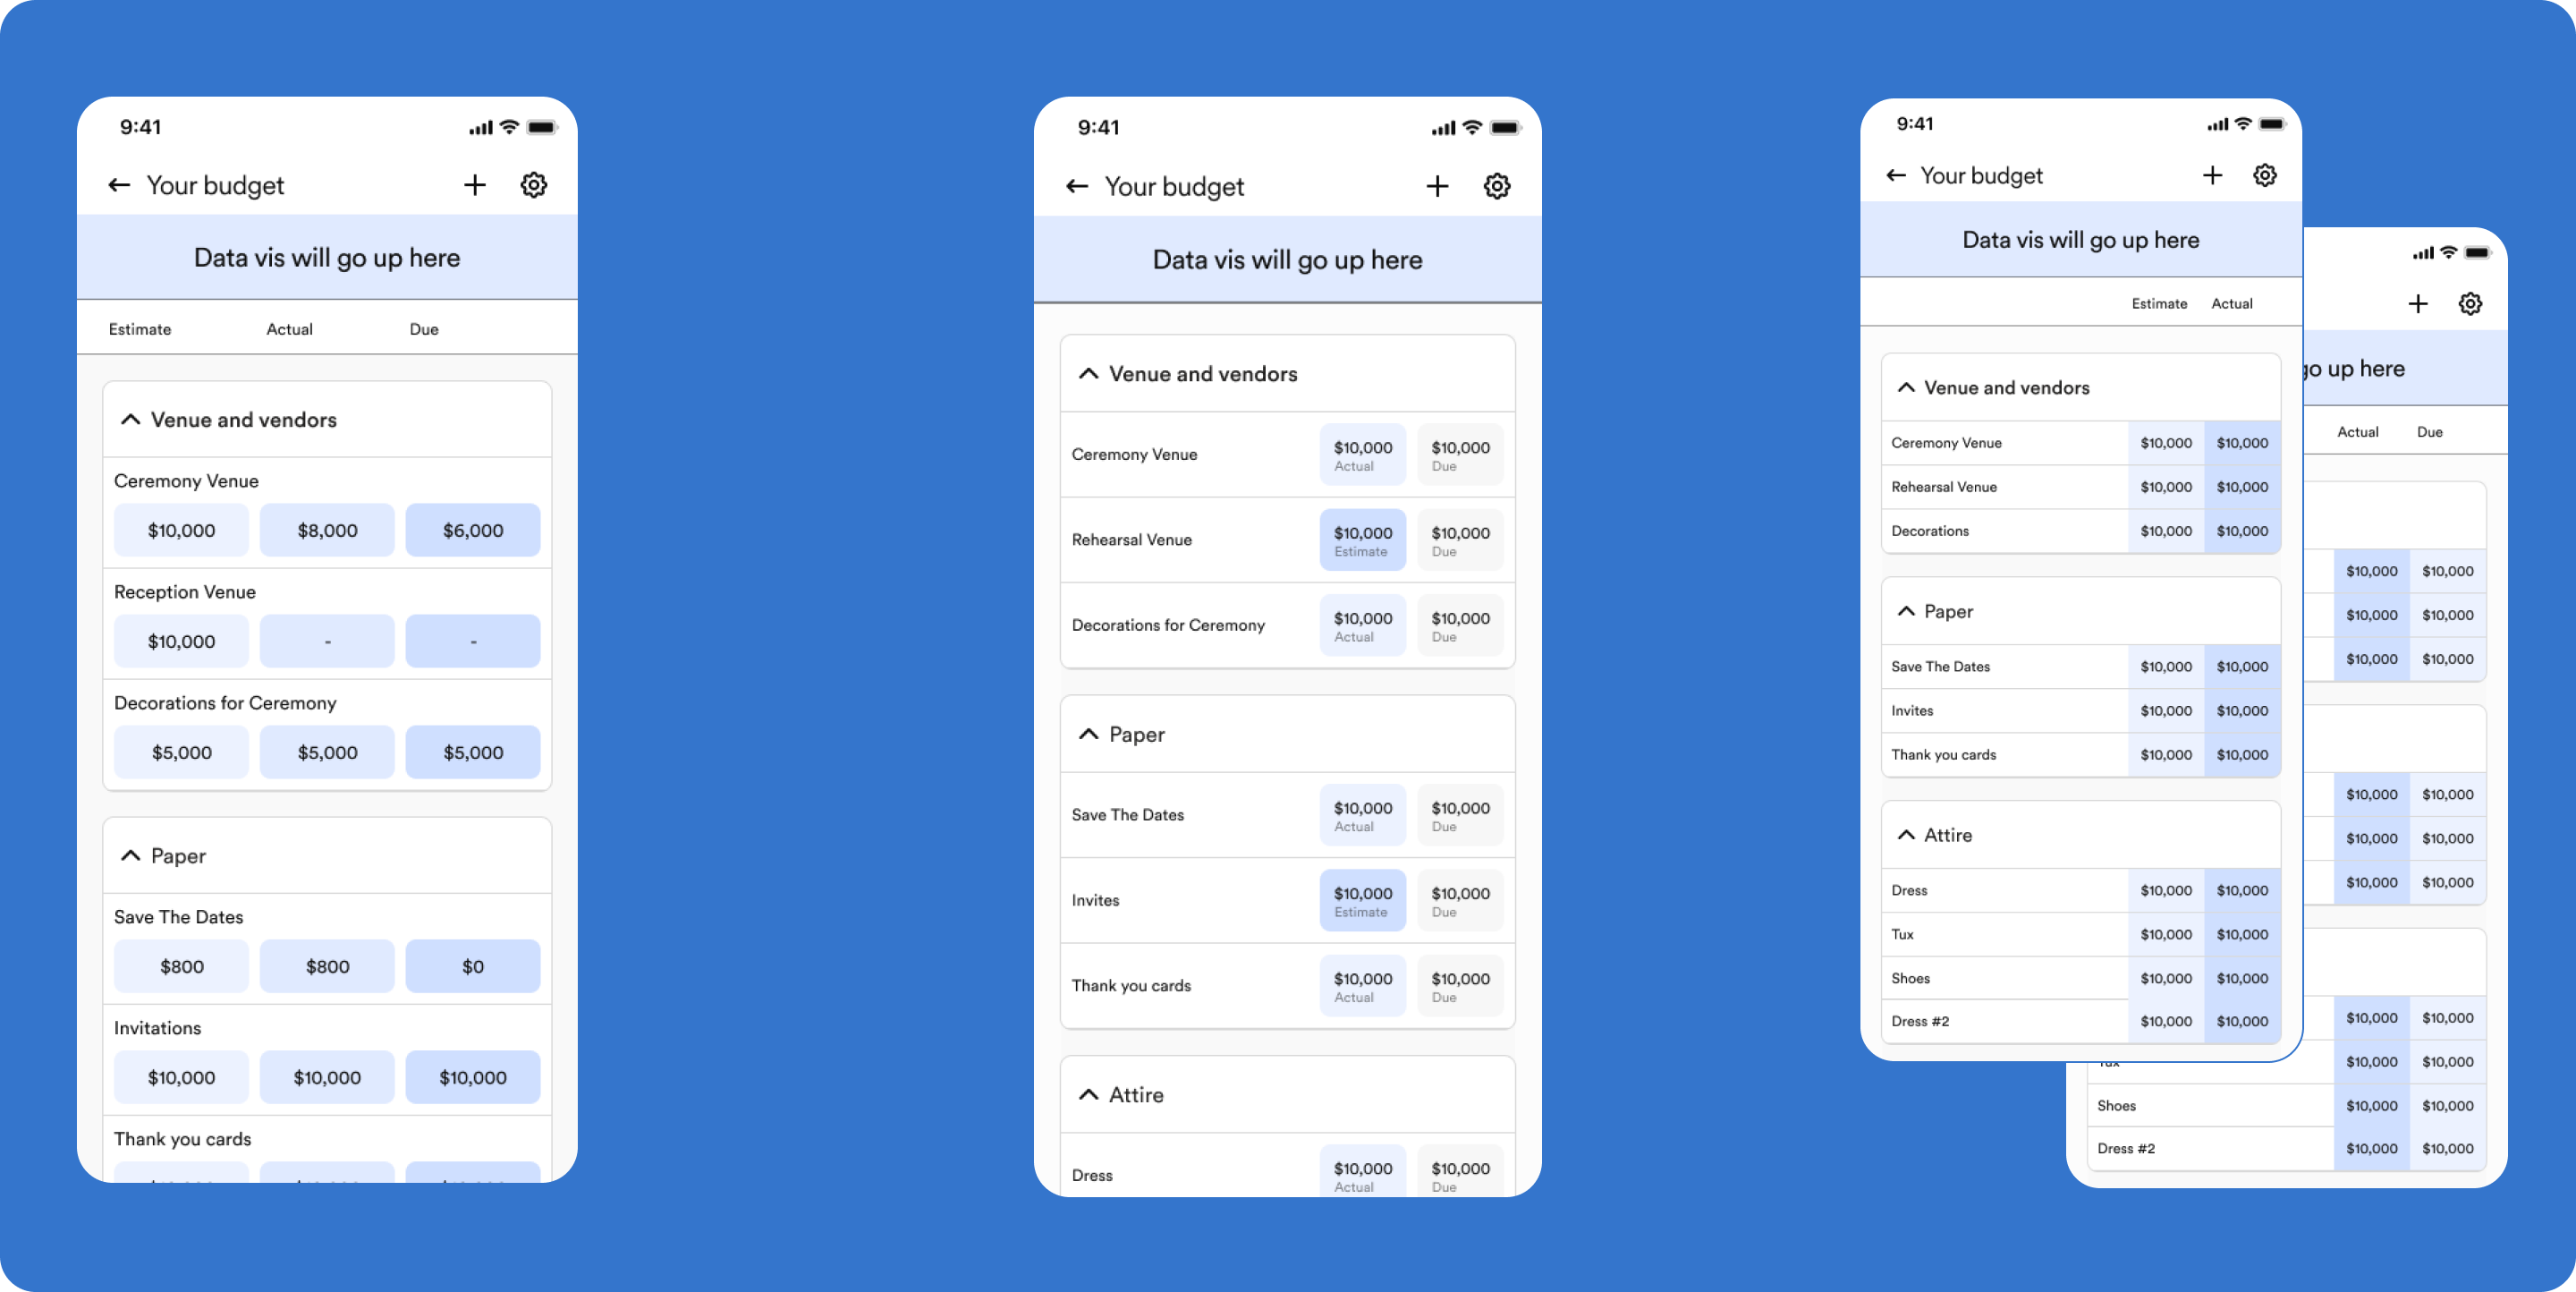 9:41
Your budget
Data vis will go up here
Estimate Actual Due
Venue and vendors
Ceremony Venue
$10,000 $8,000 $6,000
Reception Venue
$10,000 - -
Decorations for Ceremony
$5,000 $5,000 $5,000
Paper
Save The Dates
$800 $800 $0
Invitations
$10,000 $10,000 $10,000
Thank you cards
9:41
Your budget
Data vis will go up here
Venue and vendors
Ceremony Venue $10,000 $10,000
Actual Due
Rehearsal Venue $10,000 $10,000
Estimate Due
Decorations for Ceremony $10,000 $10,000
Actual Due
Paper
Save The Dates $10,000 $10,000
Actual Due
Invites $10,000 $10,000
Estimate Due
Thank you cards $10,000 $10,000
Actual Due
Attire
Dress $10,000 $10,000
Actual Due
9:41
Your budget
Data vis will go up here
Estimate Actual
Venue and vendors
Ceremony Venue $10,000 $10,000
Rehearsal Venue $10,000 $10,000
Decorations $10,000 $10,000
Paper
Save The Dates $10,000 $10,000
Invites $10,000 $10,000
Thank you cards $10,000 $10,000
Attire
Dress $10,000 $10,000
Tux $10,000 $10,000
Shoes $10,000 $10,000
Dress #2 $10,000 $10,000
go up here
Actual Due
$10,000 $10,000
$10,000 $10,000
$10,000 $10,000
$10,000 $10,000
$10,000 $10,000
$10,000 $10,000
$10,000 $10,000
Tux $10,000 $10,000
Shoes $10,000 $10,000
Dress #2 $10,000 $10,000